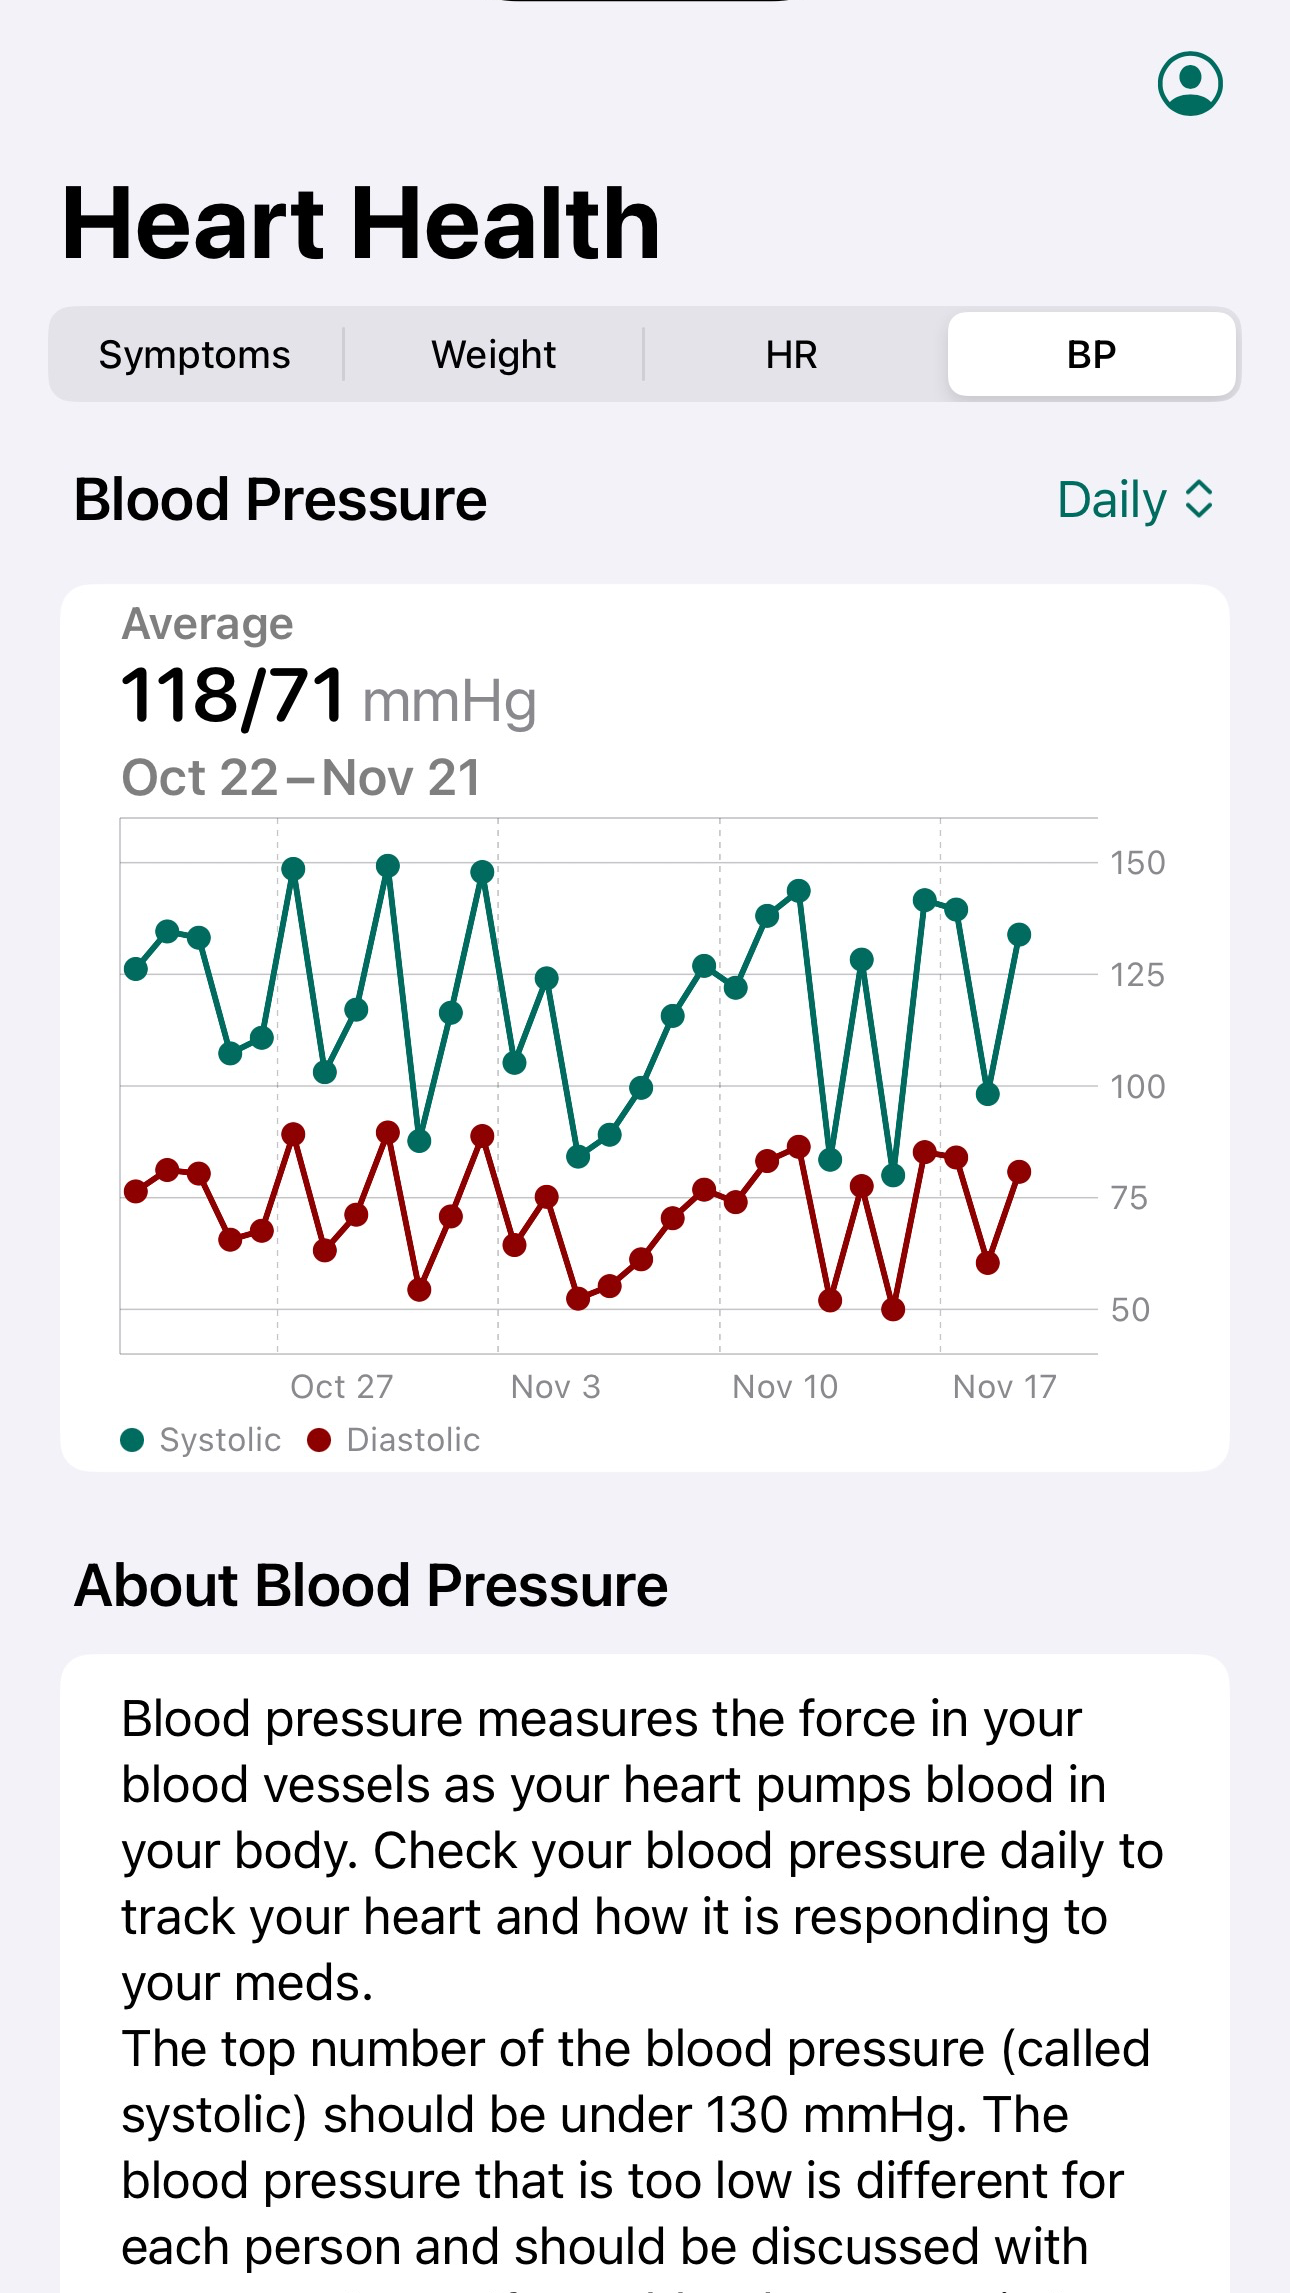 Heart Health
Symptoms Weight HR BP
Blood Pressure Daily
Average
118/71 mmHg
Oct 22–Nov 21
150
125
100
75
50
Oct 27 Nov 3 Nov 10 Nov 17
Systolic Diastolic
About Blood Pressure
Blood pressure measures the force in your
blood vessels as your heart pumps blood in
your body. Check your blood pressure daily to
track your heart and how it is responding to
your meds.
The top number of the blood pressure (called
systolic) should be under 130 mmHg. The
blood pressure that is too low is different for
each person and should be discussed with